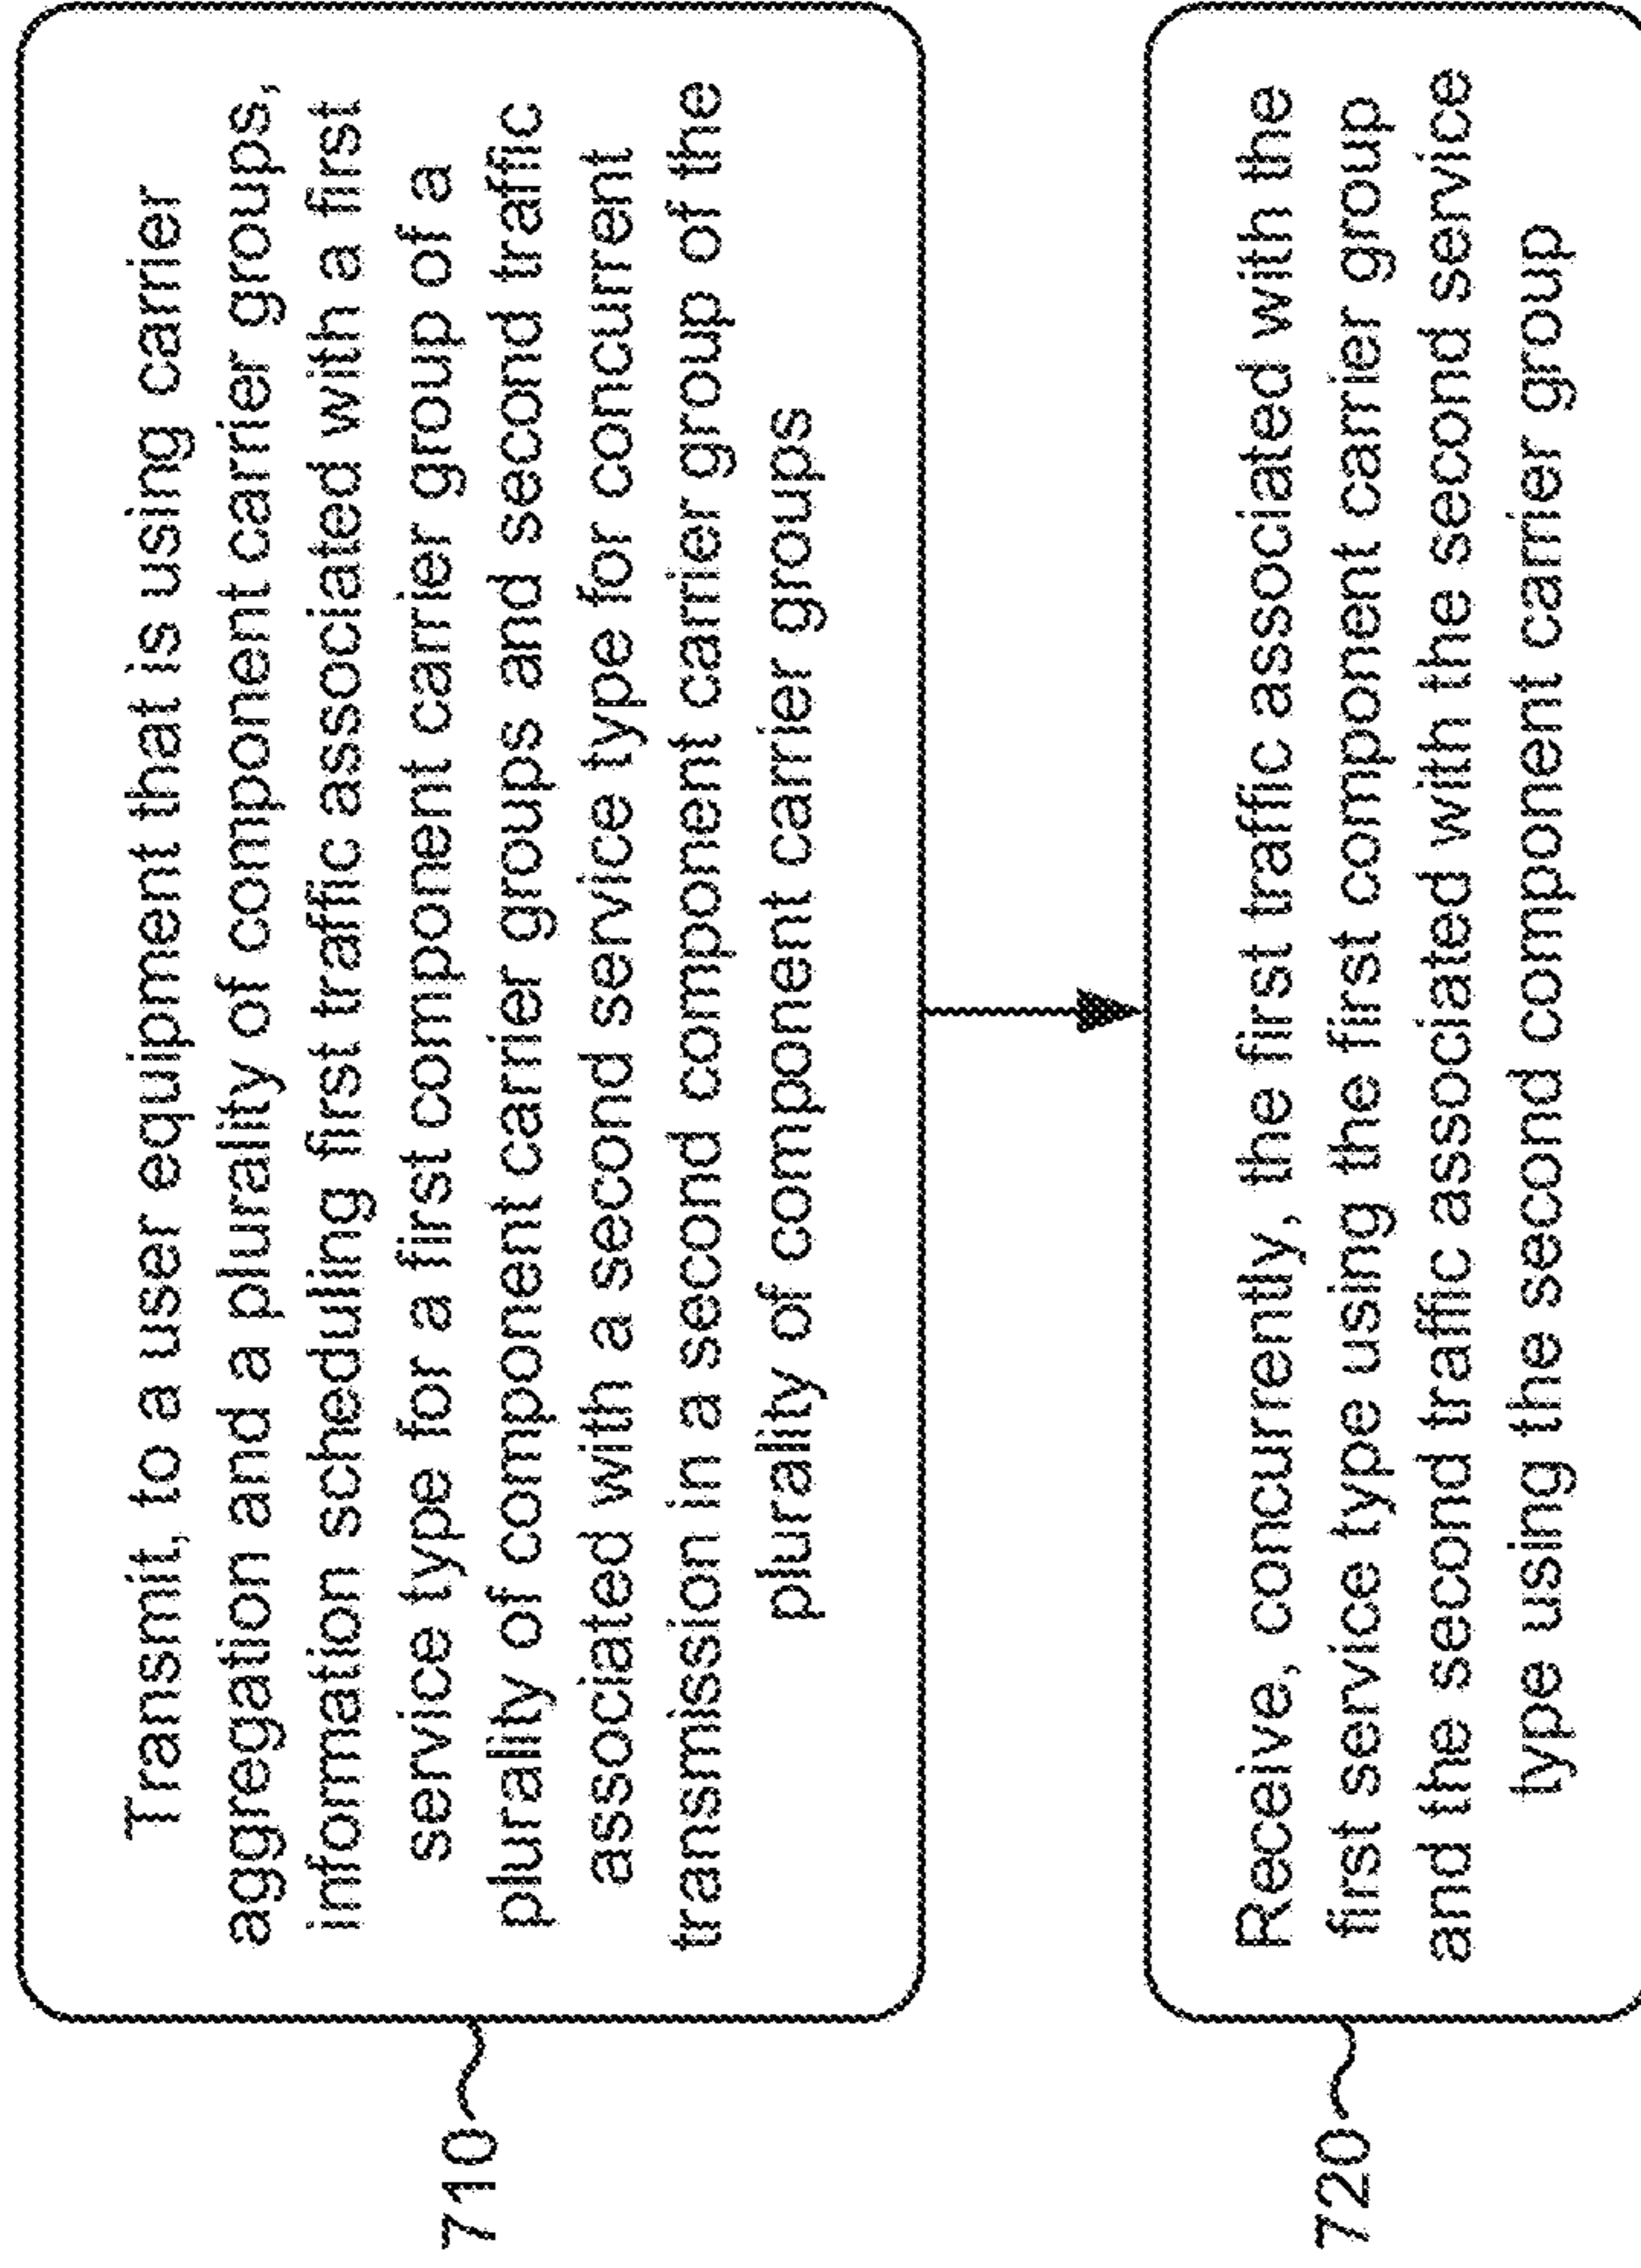 710
Transmit, to a user equipment that is using carrier
aggregation and a plurality of component carrier groups,
information scheduling first traffic associated with a first
service type for a first component carrier group of a
plurality of component carrier groups and second traffic
associated with a second service type for concurrent
transmission in a second component carrier group of the
plurality of component carrier groups
720
Receive, concurrently, the first traffic associated with the
first service type using the first component carrier group
and the second traffic associated with the second service
type using the second component carrier group